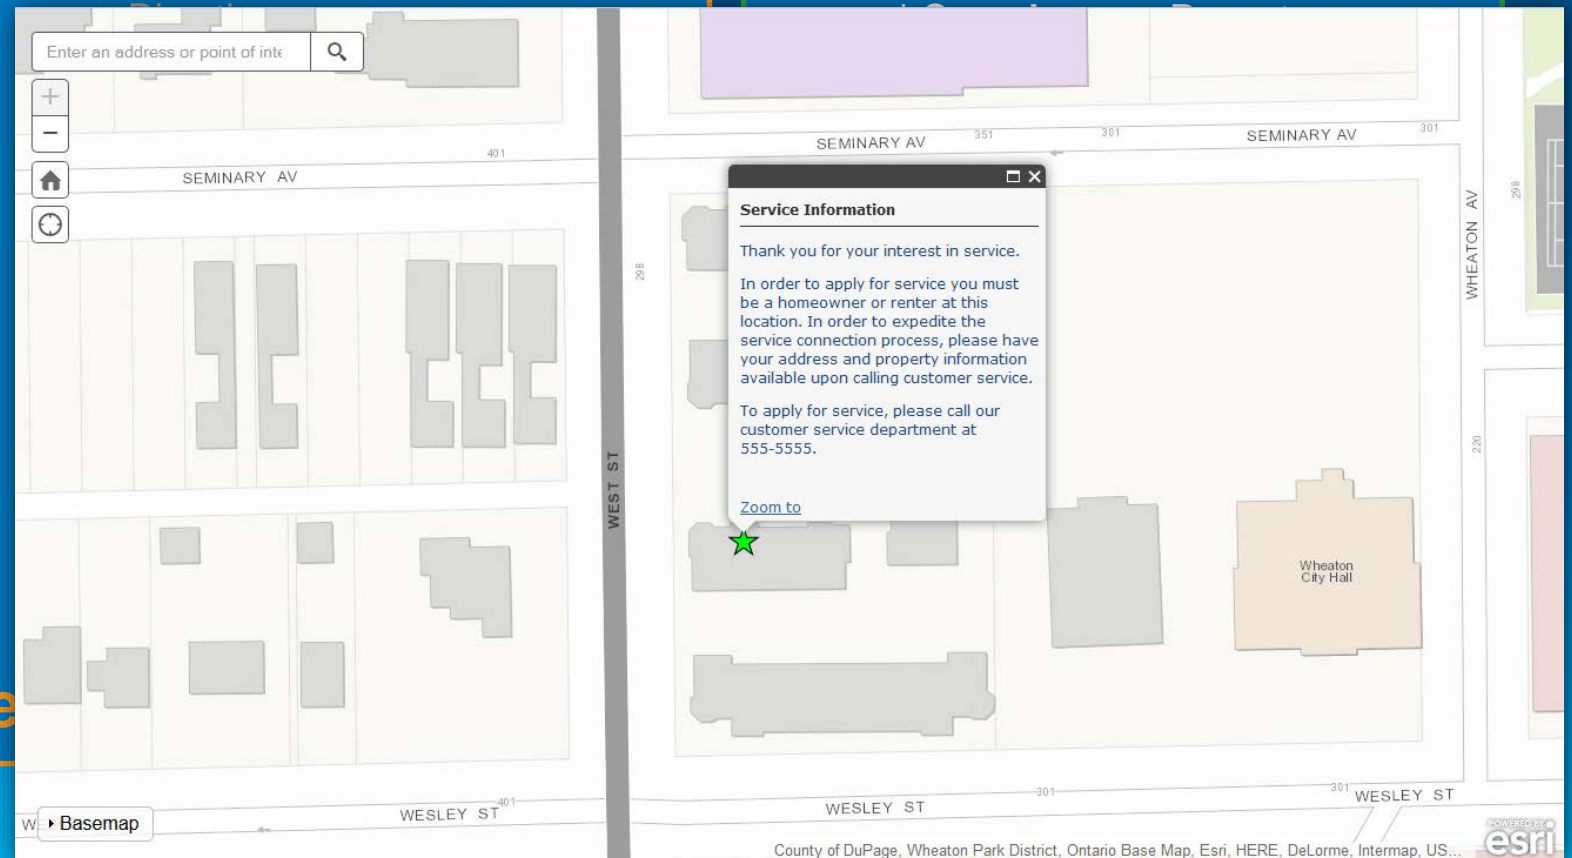 Enter an address or point of inte
SEMINARY AV
351
301
SEMINARY AV
301
401
SEMINARY AV
WHEATON AV
298
298
Service Information
Thank you for your interest in service.
In order to apply for service you must
be a homeowner or renter at this
location. In order to expedite the
service connection process, please have
your address and property information
available upon calling customer service.
To apply for service, please call our
customer service department at
555-5555.
Zoom to
220
WEST ST
Wheaton
City Hall
301
301
WESLEY ST
401
WESLEY ST
WESLEY ST
W
Basemap
POWERED BY
esri
County of DuPage, Wheaton Park District, Ontario Base Map, Esri, HERE, DeLorme, Intermap, US...